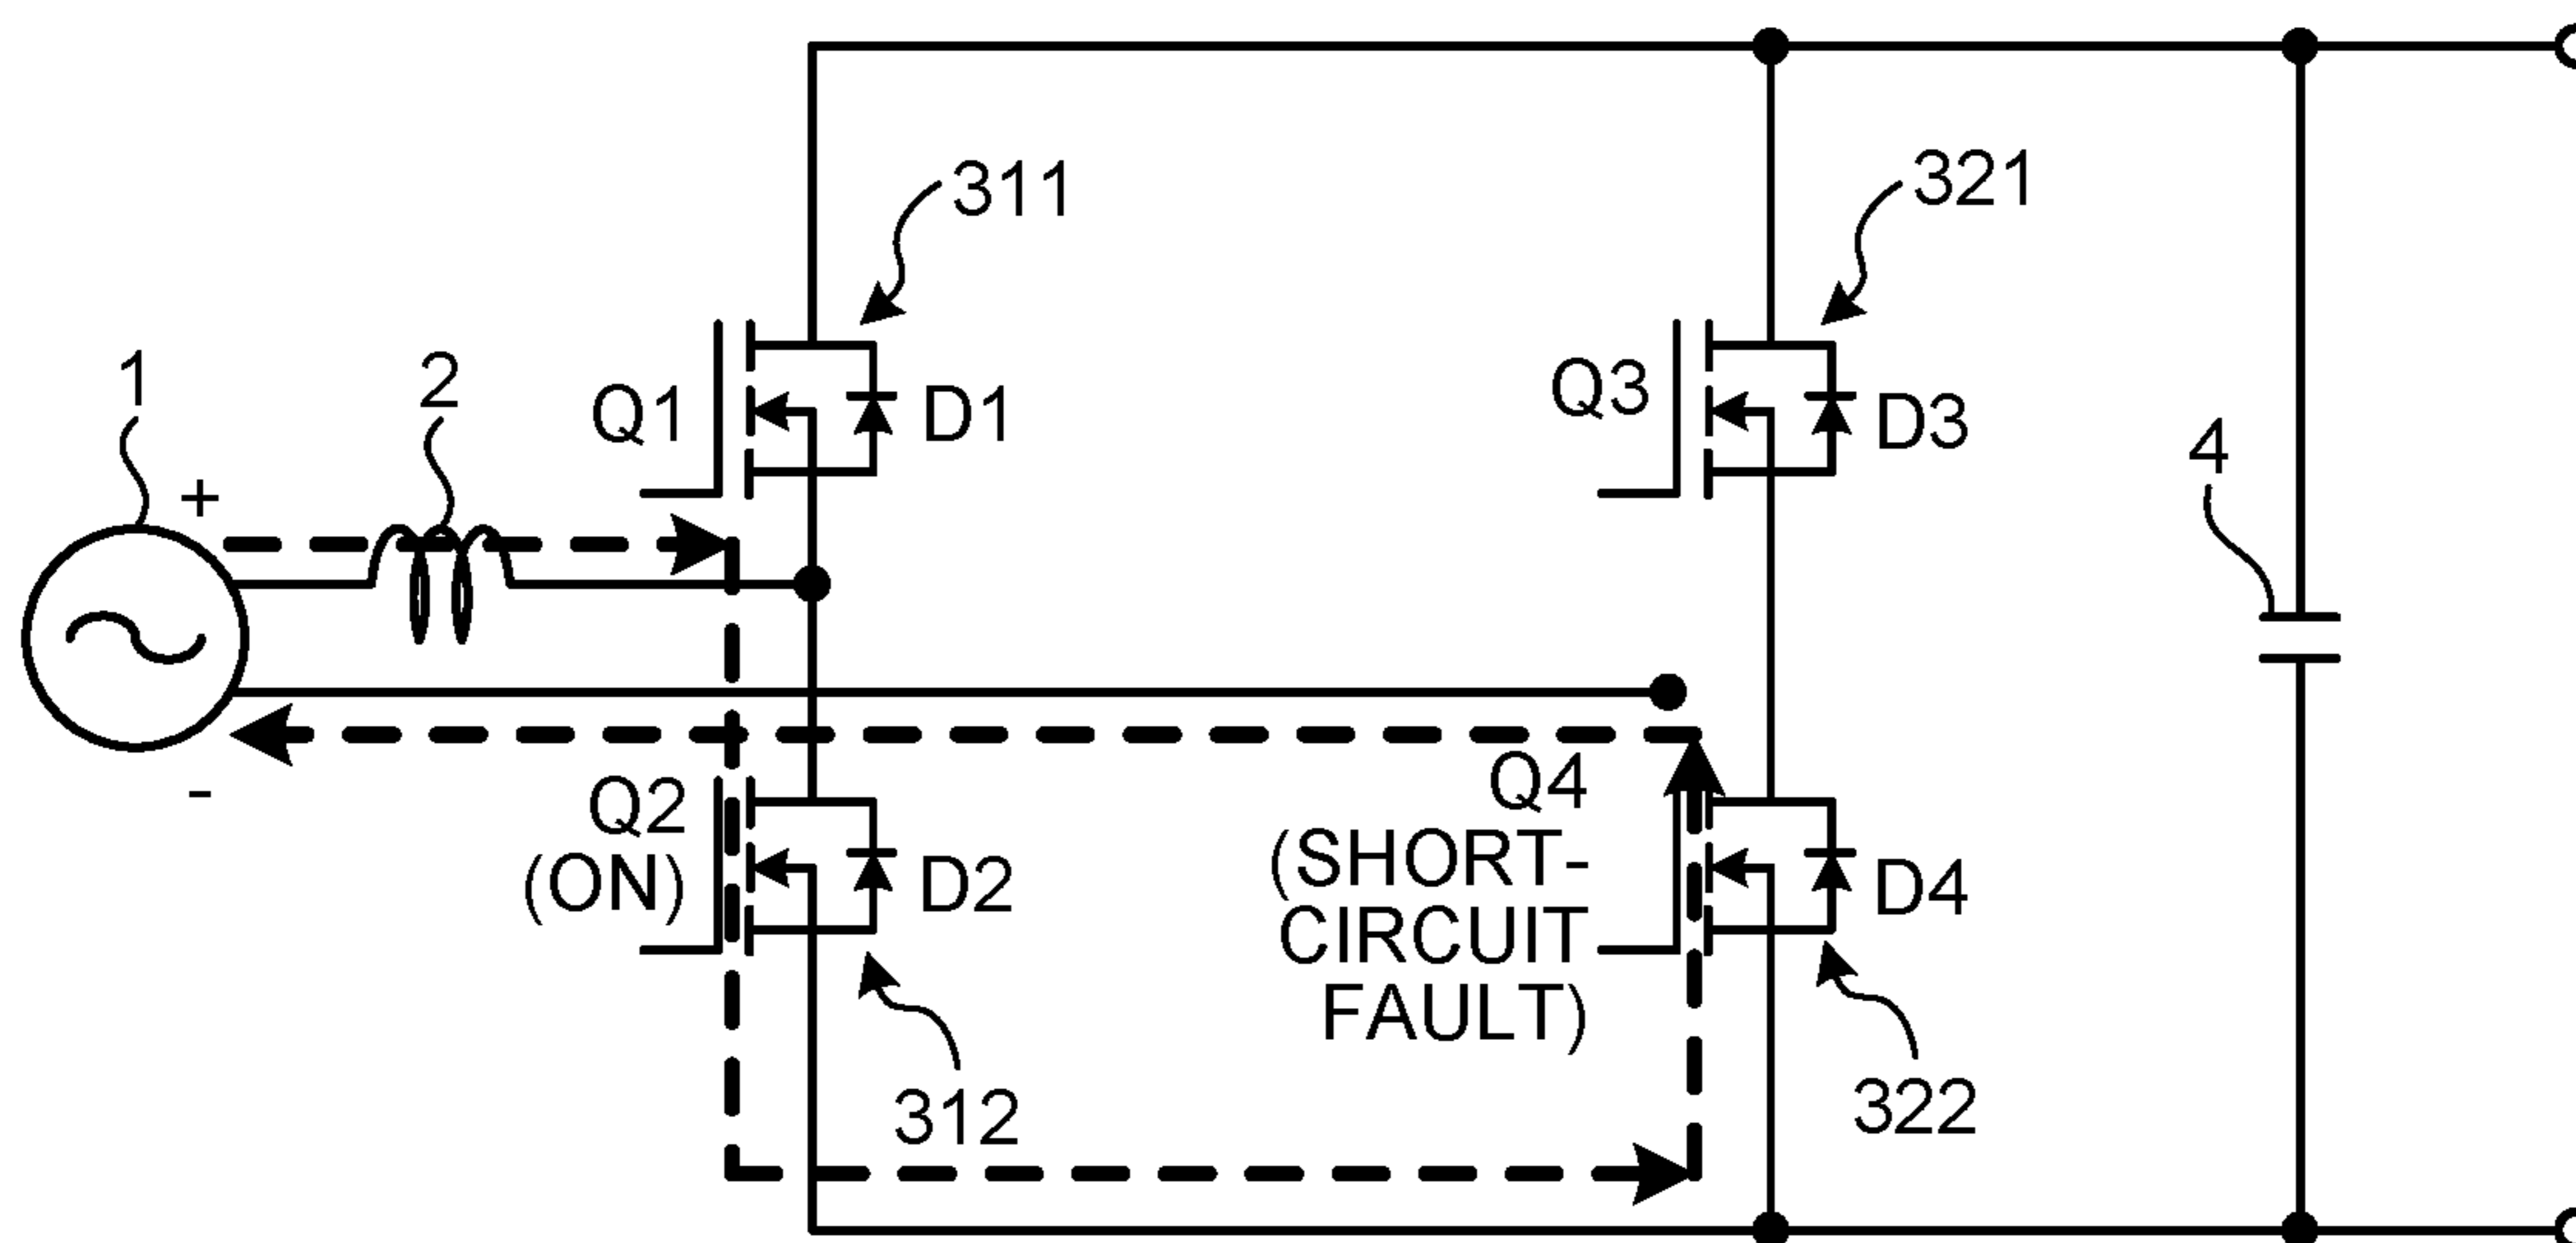 311
321
1
2
Q1
D1
Q3
D3
4
+
-
Q2
(ON)
D2
Q4
(SHORT-
CIRCUIT
FAULT)
D4
312
322